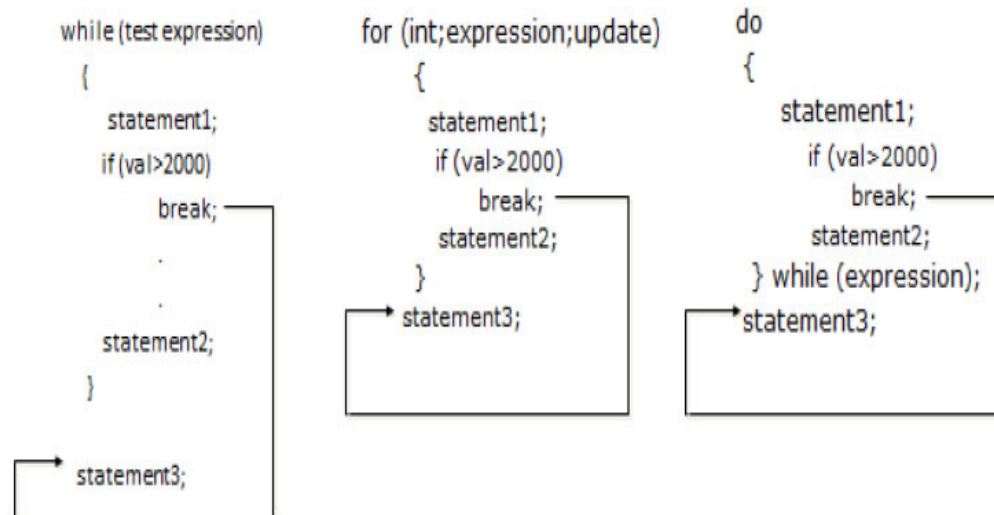 while (test expression)
{
statement1;
if (val>2000)
break;
.
.
statement2;
}
statement3;
for (int;expression;update)
{
statement1;
if (val>2000)
break;
statement2;
}
statement3;
do
{
statement1;
if (val>2000)
break;
statement2;
} while (expression);
statement3;